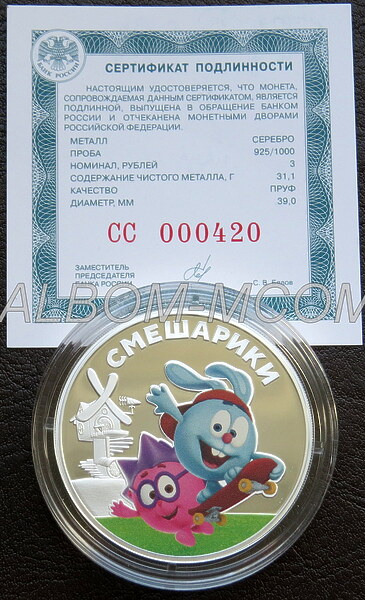 БАНК РОССИИ
СЕРТИФИКАТ ПОДЛИННОСТИ
НАСТОЯЩИМ УДОСТОВЕРЯЕТСЯ, ЧТО МОНЕТА,
СОПРОВОЖДАЕМАЯ ДАННЫМ СЕРТИФИКАТОМ, ЯВЛЯЕТСЯ
ПОДЛИННОЙ, ВЫПУЩЕНА В ОБРАЩЕНИЕ БАНКОМ
РОССИИ И ОТЧЕКАНЕНА МОНЕТНЫМИ ДВОРАМИ
РОССИЙСКОЙ ФЕДЕРАЦИИ.
МЕТАЛЛ СЕРЕБРО
ПРОБА 925/1000
НОМИНАЛ, РУБЛЕЙ 3
СОДЕРЖАНИЕ ЧИСТОГО МЕТАЛЛА, Г 31,1
КАЧЕСТВО ПРУФ
ДИАМЕТР, ММ 39,0
СС 000420
ЗАМЕСТИТЕЛЬ
ПРЕДСЕДАТЕЛЯ
БАНКА РОССИИ С. В. Белов
ALBOM-MCOM
СМЕШАРИКИ